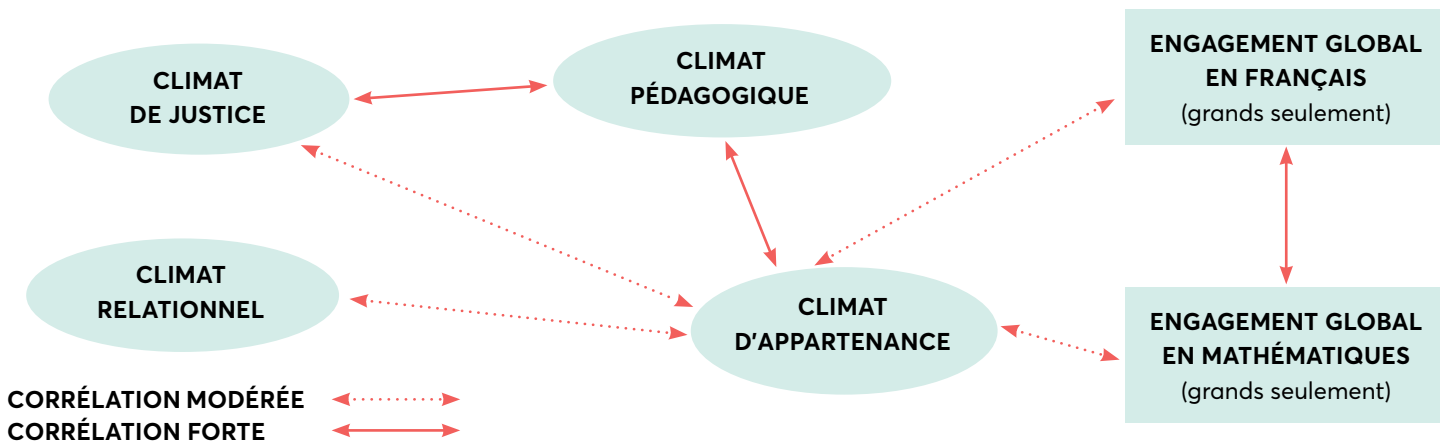 CLIMAT
DE JUSTICE
CLIMAT
PÉDAGOGIQUE
ENGAGEMENT GLOBAL
EN FRANÇAIS
(grands seulement)
CLIMAT
RELATIONNEL
CLIMAT
D'APPARTENANCE
ENGAGEMENT GLOBAL
EN MATHÉMATIQUES
(grands seulement)
CORRÉLATION MODÉRÉE
CORRÉLATION FORTE